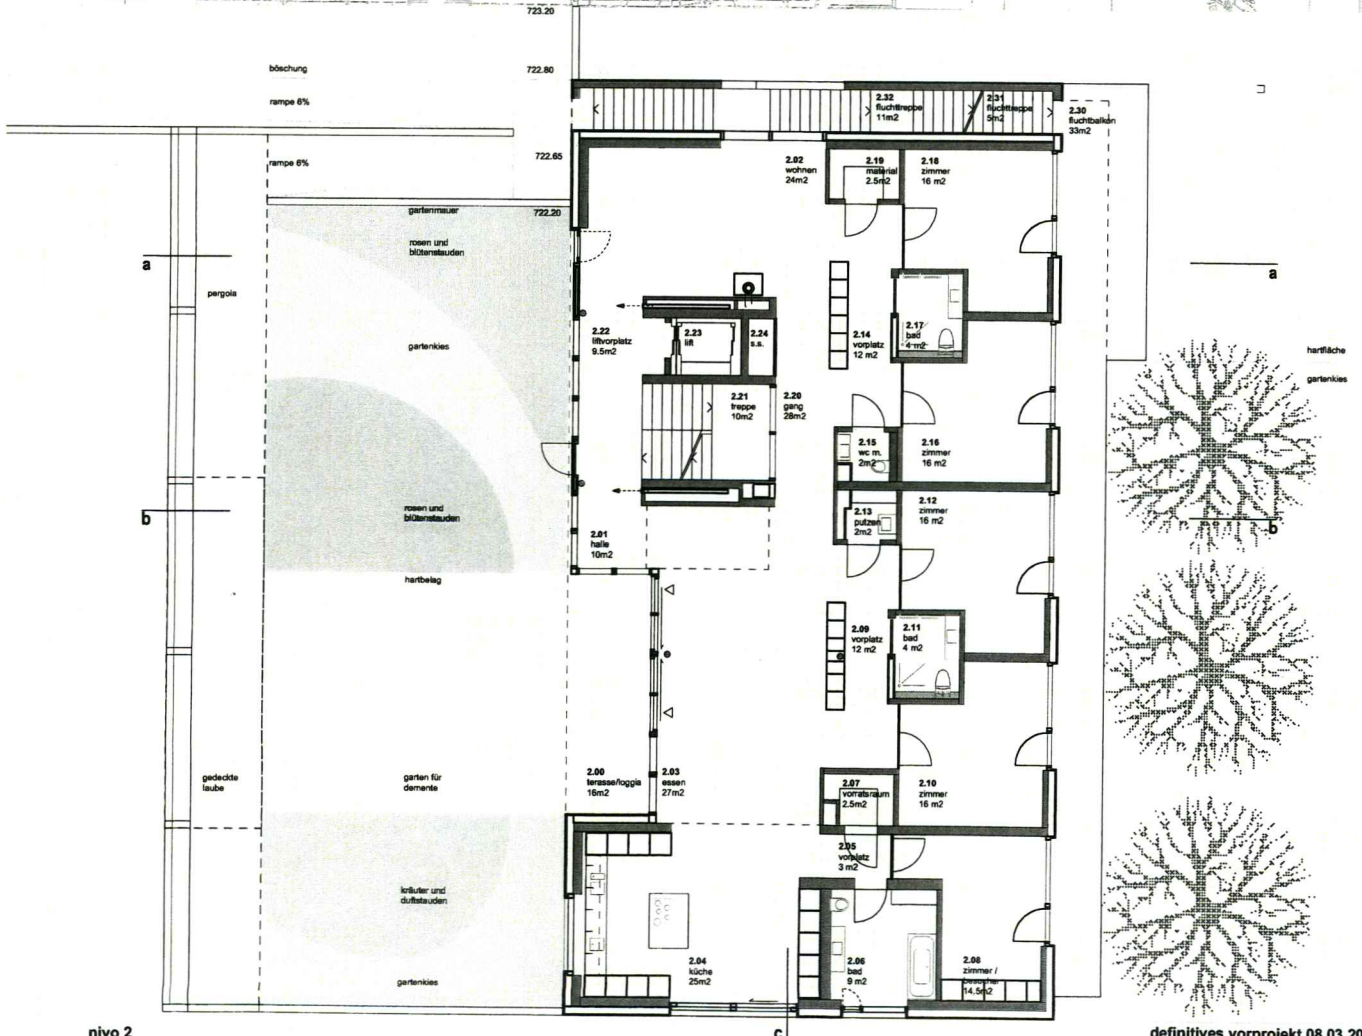 723.20
böschung
722.80
rampe 6%
2.32
fluchttreppe
11m2
2.31
fluchttreppe
5m2
2.30
fluchtbalkon
33m2
rampe 6%
722.65
2.02
wohnen
24m2
2.19
material
2.5m2
2.18
zimmer
16 m2
gartenmauer
722.20
rosen und
blütenstauden
a
a
pergola
gartenkies
2.22
liftvorplatz
9.5m2
2.23
lift
2.24
s.s.
2.14
vorplatz
12 m2
2.17
bad
4 m2
hartfläche
gartenkies
2.21
treppe
10m2
2.20
gang
28m2
2.15
wc m.
2m2
2.16
zimmer
16 m2
b
rosen und
blütenstauden
2.13
putzen
2m2
2.12
zimmer
16 m2
b
2.01
halle
10m2
hartbelag
2.09
vorplatz
12 m2
2.11
bad
4 m2
gedeckte
laube
garten für
demente
2.00
terasse/loggia
16m2
2.03
essen
27m2
2.07
vorratsraum
2.5m2
2.10
zimmer
16 m2
2.05
vorplatz
3 m2
kräuter und
duftstauden
2.04
küche
25m2
2.06
bad
9 m2
2.08
zimmer /
besucher
14.5m2
gartenkies
nivo 2
c
definitives vorprojekt 08.03.20